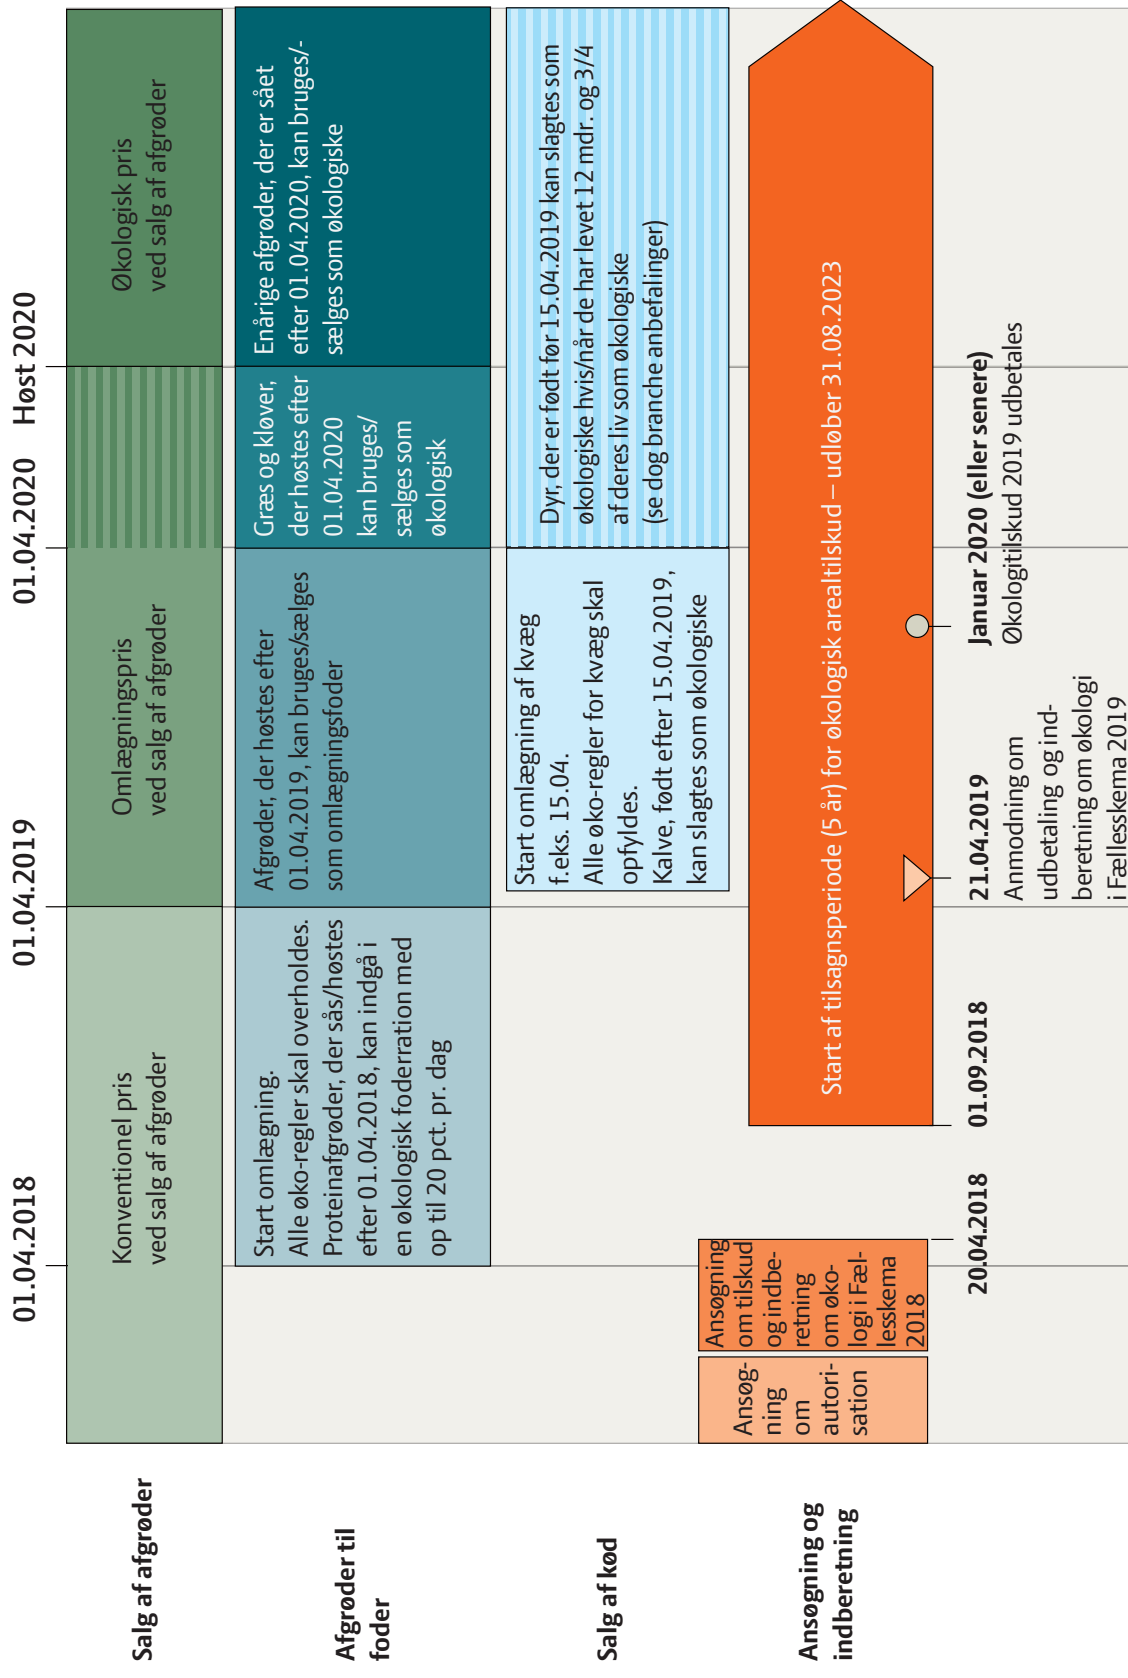 01.04.2018
01.04.2019
01.04.2020
Høst 2020
Salg af afgrøder
Konventionel pris
ved salg af afgrøder
Omlægningspris
ved salg af afgrøder
Økologisk pris
ved salg af afgrøder
Afgrøder til
foder
Start omlægning.
Alle øko-regler skal overholdes.
Proteinafgrøder, der sås/høstes
efter 01.04.2018, kan indgå i
en økologisk foderration med
op til 20 pct. pr. dag
Afgrøder, der høstes efter
01.04.2019, kan bruges/sælges
som omlægningsfoder
Græs og kløver,
der høstes efter
01.04.2020
kan bruges/
sælges som
økologisk
Enårige afgrøder, der er sået
efter 01.04.2020, kan bruges/-
sælges som økologiske
Salg af kød
Start omlægning af kvæg
f.eks. 15.04.
Alle øko-regler for kvæg skal
opfyldes.
Kalve, født efter 15.04.2019,
kan slagtes som økologiske
Dyr, der er født før 15.04.2019 kan slagtes som
økologiske hvis/når de har levet 12 mdr. og 3/4
af deres liv som økologiske
(se dog branche anbefalinger)
Ansøgning og
indberetning
Ansøg-
ning
om
autori-
sation
Ansøgning
om tilskud
og indbe-
retning
om øko-
logi i Fæl-
lesskema
2018
Start af tilsagnsperiode (5 år) for økologisk arealtilskud – udløber 31.08.2023
20.04.2018
01.09.2018
21.04.2019
Anmodning om
udbetaling og ind-
beretning om økologi
i Fællesskema 2019
Januar 2020 (eller senere)
Økologitilskud 2019 udbetales